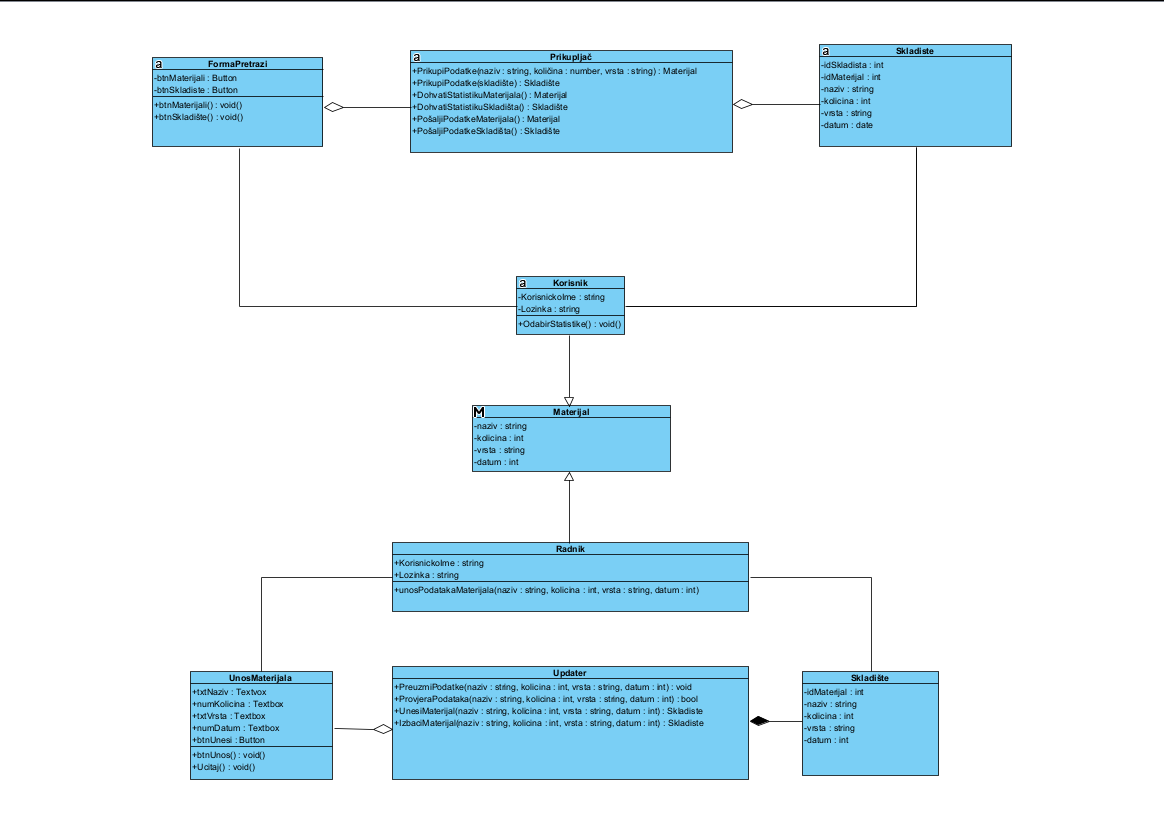 a FormaPretrazi
-btnMaterijali : Button
-btnSkladiste : Button
+btnMaterijali() : void()
+btnSkladište() : void()
a Prikupljač
+PrikupiPodatke(naziv : string, količina : number, vrsta : string) : Materijal
+PrikupiPodatke(skladište) : Skladište
+DohvatiStatistikuMaterijala() : Materijal
+DohvatiStatistikuSkladišta() : Skladište
+PošaljiPodatkeMaterijala() : Materijal
+PošaljiPodatkeSkladišta() : Skladište
a Skladiste
-idSkladista : int
-idMaterijal : int
-naziv : string
-kolicina : int
-vrsta : string
-datum : date
a Korisnik
-KorisnickoIme : string
-Lozinka : string
+OdabirStatistike() : void()
M Materijal
-naziv : string
-kolicina : int
-vrsta : string
-datum : int
Radnik
+KorisnickoIme : string
+Lozinka : string
+unosPodatakaMaterijala(naziv : string, kolicina : int, vrsta : string, datum : int)
UnosMaterijala
+txtNaziv : Textvox
+numKolicina : Textbox
+txtVrsta : Textbox
+numDatum : Textbox
+btnUnesi : Button
+btnUnos() : void()
+Ucitaj() : void()
Updater
+PreuzmiPodatke(naziv : string, kolicina : int, vrsta : string, datum : int) : void
+ProvjeraPodataka(naziv : string, kolicina : int, vrsta : string, datum : int) : bool
+UnesiMaterijal(naziv : string, kolicina : int, vrsta : string, datum : int) : Skladiste
+IzbaciMaterijal(naziv : string, kolicina : int, vrsta : string, datum : int) : Skladiste
Skladište
-idMaterijal : int
-naziv : string
-kolicina : int
-vrsta : string
-datum : int